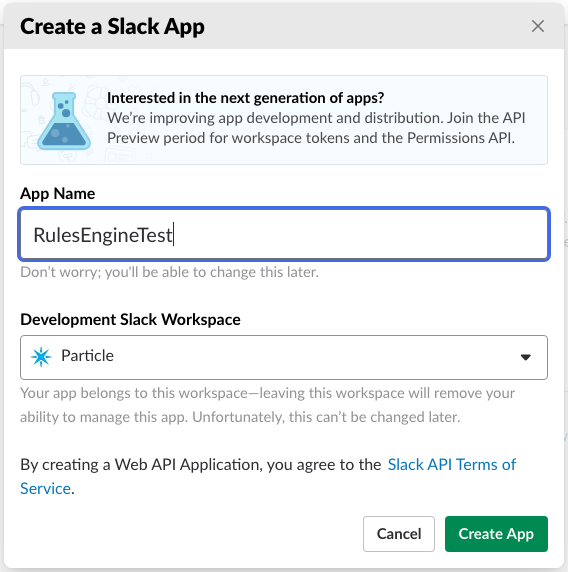 Create a Slack App
Interested in the next generation of apps?
We're improving app development and distribution. Join the API
Preview period for workspace tokens and the Permissions API.
App Name
RulesEngineTest
Don't worry; you'll be able to change this later.
Development Slack Workspace
Particle
Your app belongs to this workspace—leaving this workspace will remove your
ability to manage this app. Unfortunately, this can't be changed later.
By creating a Web API Application, you agree to the Slack API Terms of
Service.
Cancel
Create App